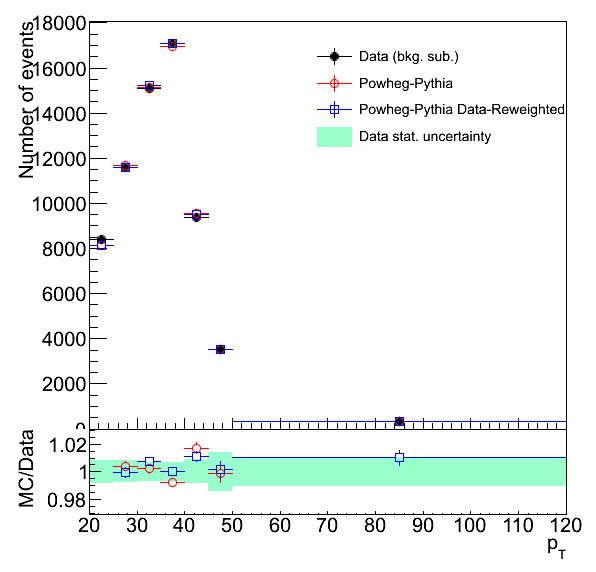 Number of events
18000
16000
14000
12000
10000
8000
6000
4000
2000
0
Data (bkg. sub.)
Powheg-Pythia
Powheg-Pythia Data-Reweighted
Data stat. uncertainty
MC/Data
1.02
1
0.98
20 30 40 50 60 70 80 90 100 110 120
p_T